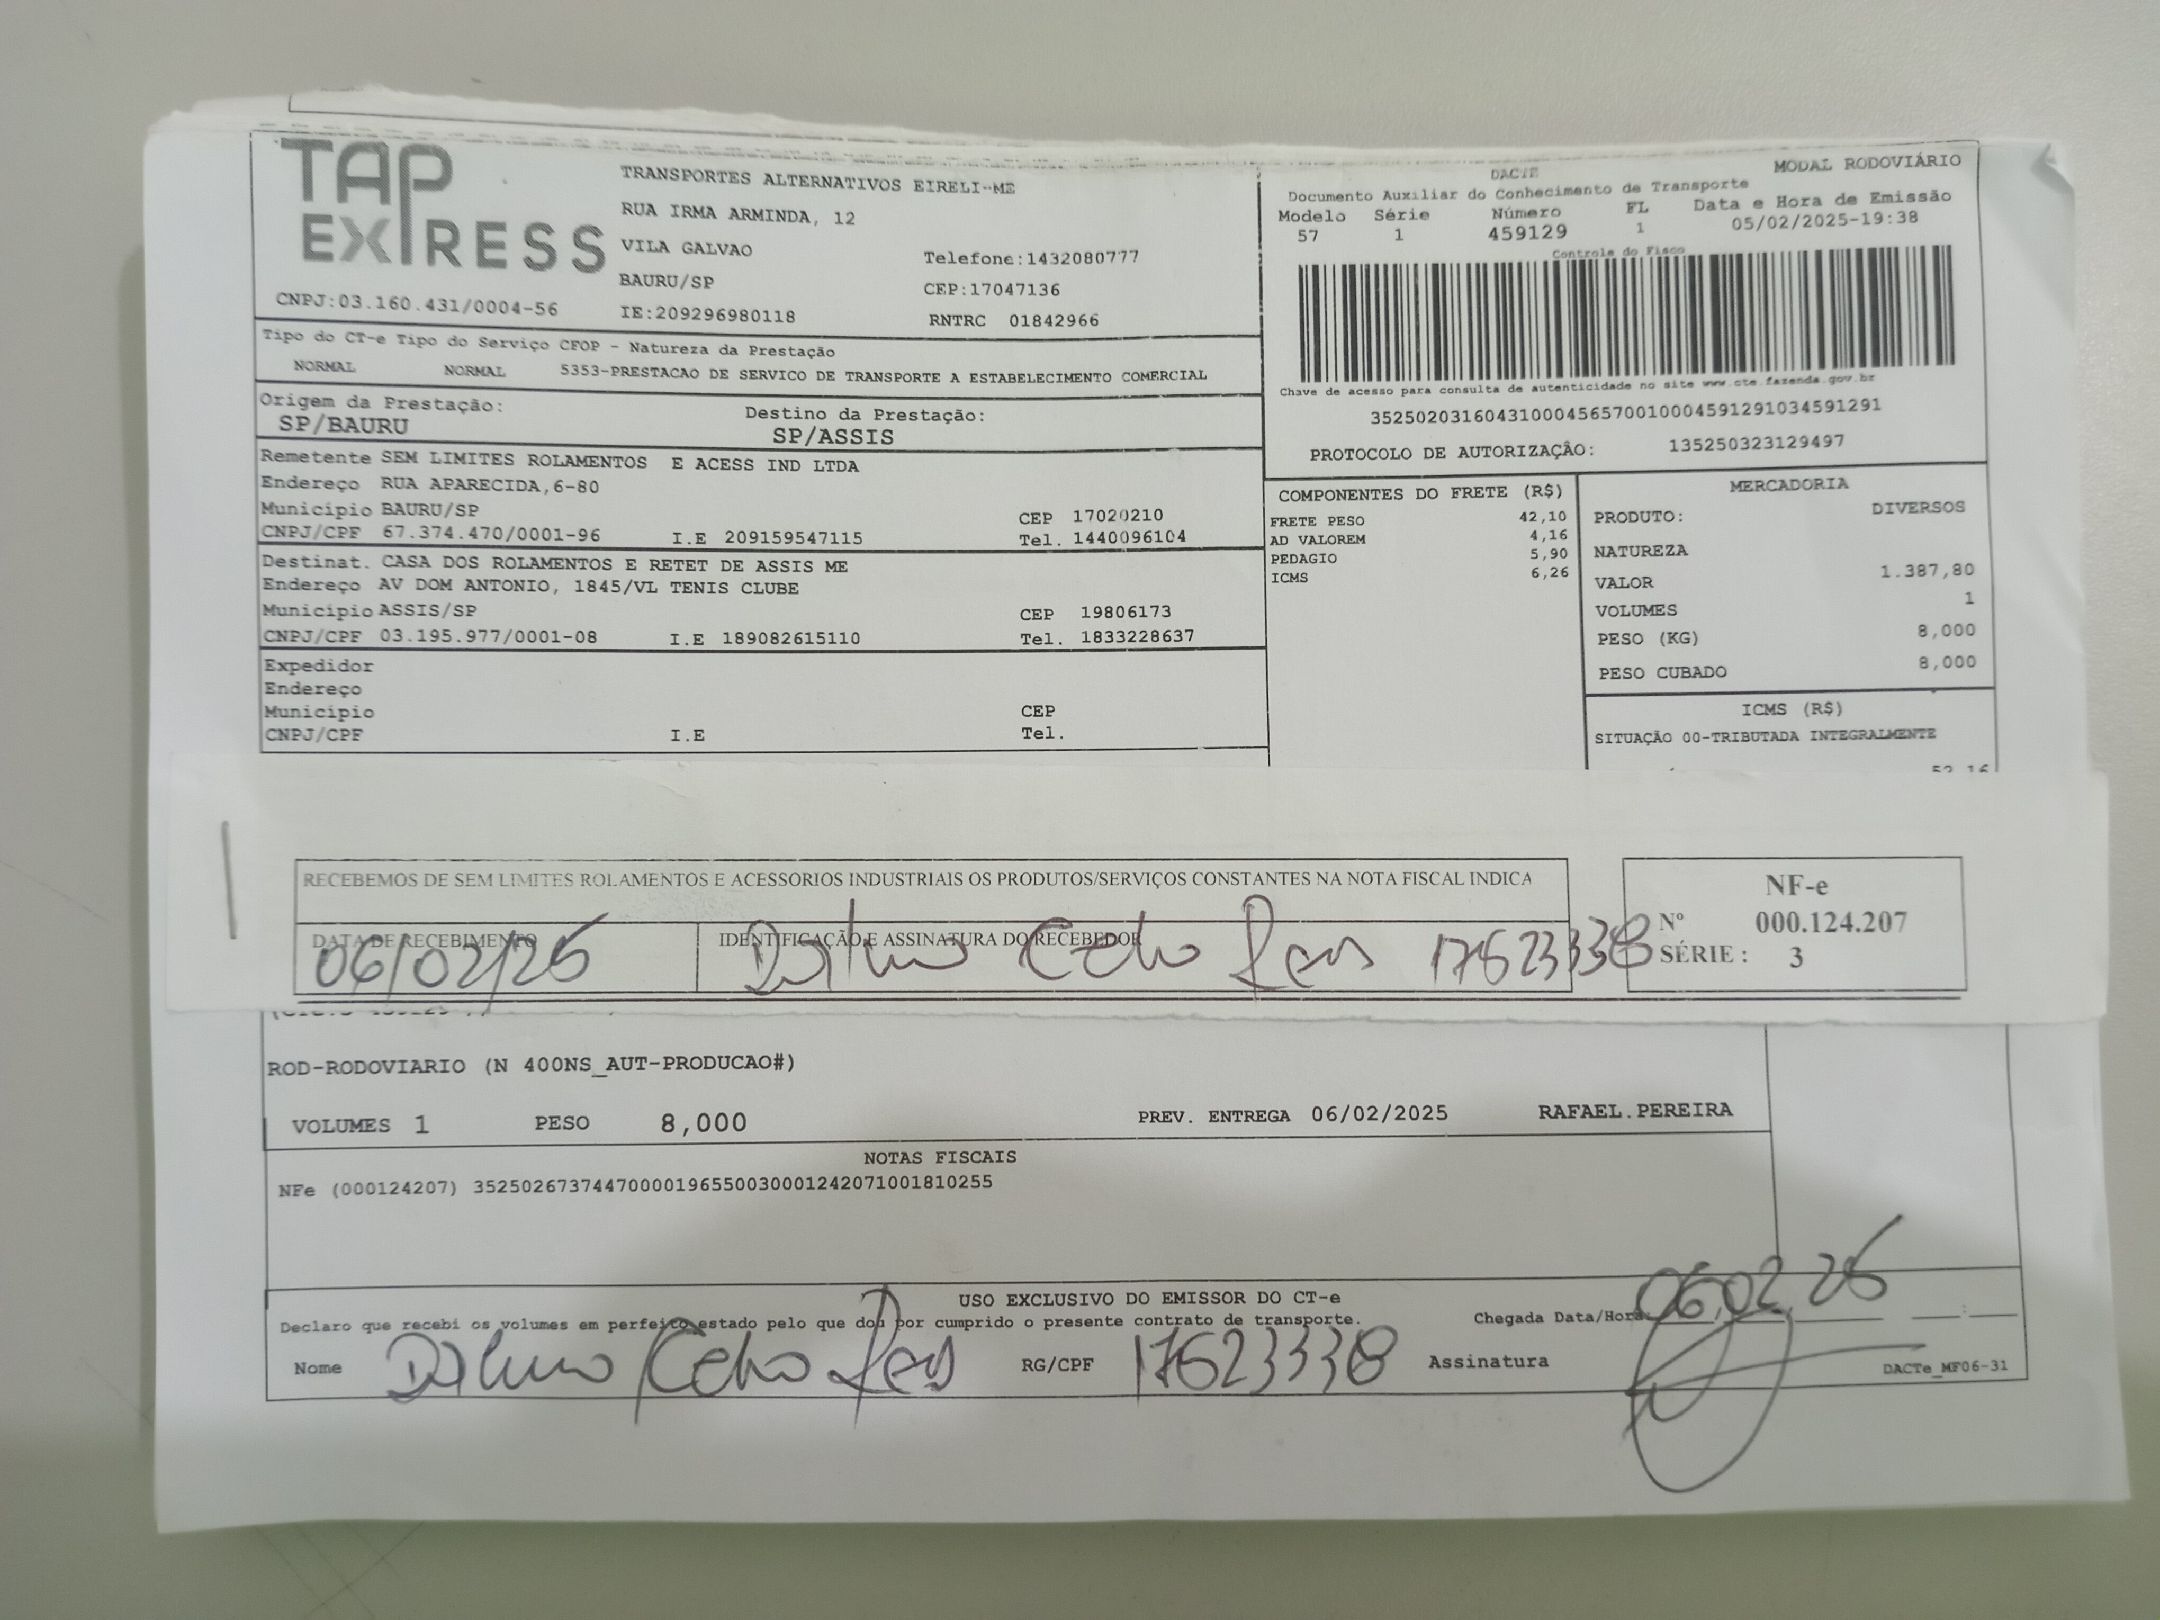 TAP EXPRESS
TRANSPORTES ALTERNATIVOS EIRELI-ME
RUA IRMA ARMINDA, 12
VILA GALVAO Telefone:1432080777
BAURU/SP CEP:17047136
CNPJ:03.160.431/0004-56 IE:209296980118 RNTRC 01842966
DACTE MODAL RODOVIÁRIO
Documento Auxiliar do Conhecimento de Transporte
Modelo Série Número FL Data e Hora de Emissão
57 1 459129 1 05/02/2025-19:38
Controle do Fisco
Chave de acesso para consulta de autenticidade no site www.cte.fazenda.gov.br
35250203160431000456570010004591291034591291
PROTOCOLO DE AUTORIZAÇÃO: 135250323129497
Tipo do CT-e Tipo do Serviço CFOP - Natureza da Prestação
NORMAL NORMAL 5353-PRESTACAO DE SERVICO DE TRANSPORTE A ESTABELECIMENTO COMERCIAL
Origem da Prestação: Destino da Prestação:
SP/BAURU SP/ASSIS
Remetente SEM LIMITES ROLAMENTOS E ACESS IND LTDA
Endereço RUA APARECIDA,6-80
Município BAURU/SP CEP 17020210
CNPJ/CPF 67.374.470/0001-96 I.E 209159547115 Tel. 1440096104
Destinat. CASA DOS ROLAMENTOS E RETET DE ASSIS ME
Endereço AV DOM ANTONIO, 1845/VL TENIS CLUBE
Município ASSIS/SP CEP 19806173
CNPJ/CPF 03.195.977/0001-08 I.E 189082615110 Tel. 1833228637
Expedidor
Endereço
Município CEP
CNPJ/CPF I.E Tel.
COMPONENTES DO FRETE (R$)
FRETE PESO 42,10
AD VALOREM 4,16
PEDAGIO 5,90
ICMS 6,26
MERCADORIA
PRODUTO: DIVERSOS
NATUREZA
VALOR 1.387,80
VOLUMES 1
PESO (KG) 8,000
PESO CUBADO 8,000
ICMS (R$)
SITUAÇÃO 00-TRIBUTADA INTEGRALMENTE
RECEBEMOS DE SEM LIMITES ROLAMENTOS E ACESSORIOS INDUSTRIAIS OS PRODUTOS/SERVIÇOS CONSTANTES NA NOTA FISCAL INDICA
DATA DE RECEBIMENTO IDENTIFICAÇÃO E ASSINATURA DO RECEBEDOR
06/02/25 17623338
NF-e
Nº 000.124.207
SÉRIE : 3
ROD-RODOVIARIO (N 400NS_AUT-PRODUCAO#)
VOLUMES 1 PESO 8,000 PREV. ENTREGA 06/02/2025 RAFAEL.PEREIRA
NOTAS FISCAIS
NFe (000124207) 35250267374470000196550030001242071001810255
USO EXCLUSIVO DO EMISSOR DO CT-e
Declaro que recebi os volumes em perfeito estado pelo que dou por cumprido o presente contrato de transporte. Chegada Data/Hora: 06,02,25
Nome RG/CPF 17623338 Assinatura DACTe_MF06-31